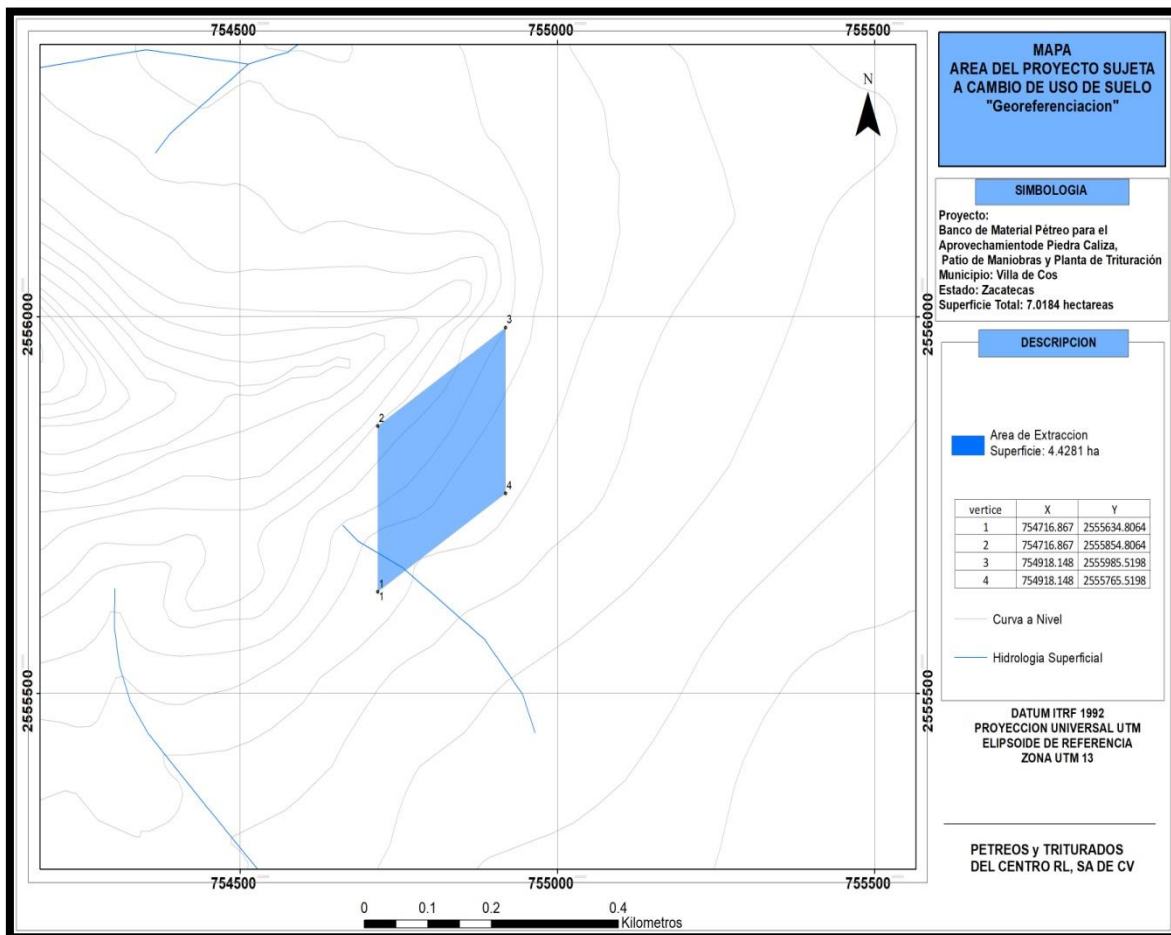 754500 755000 755500
N
2556000
2555500
3
2
4
1
1
2556000
2555500
754500 755000 755500
0 0.1 0.2 0.4
Kilometros
MAPA
AREA DEL PROYECTO SUJETA
A CAMBIO DE USO DE SUELO
"Georeferenciacion"
SIMBOLOGIA
Proyecto:
Banco de Material Pétreo para el
Aprovechamientode Piedra Caliza,
Patio de Maniobras y Planta de Trituración
Municipio: Villa de Cos
Estado: Zacatecas
Superficie Total: 7.0184 hectareas
DESCRIPCION
Area de Extraccion
Superficie: 4.4281 ha
vertice X Y
1 754716.867 2555634.8064
2 754716.867 2555854.8064
3 754918.148 2555985.5198
4 754918.148 2555765.5198
Curva a Nivel
Hidrologia Superficial
DATUM ITRF 1992
PROYECCION UNIVERSAL UTM
ELIPSOIDE DE REFERENCIA
ZONA UTM 13
PETREOS y TRITURADOS
DEL CENTRO RL, SA DE CV